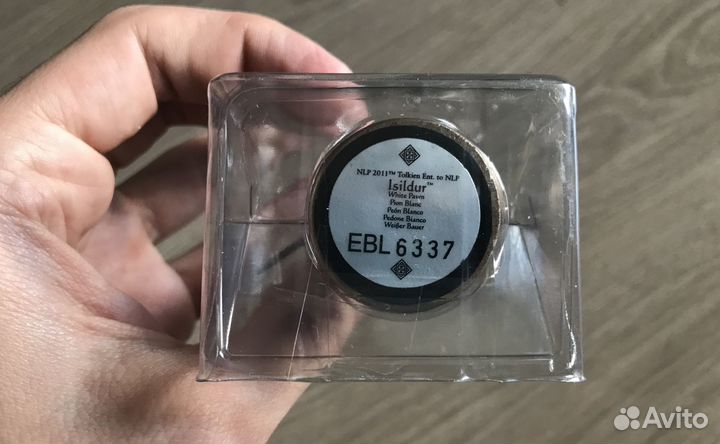 NLP 2011™ Tolkien Ent. to NLP
Isildur™
White Pawn
Pion Blanc
Peón Blanco
Pedone Bianco
Weißer Bauer
EBL 6337
Avito